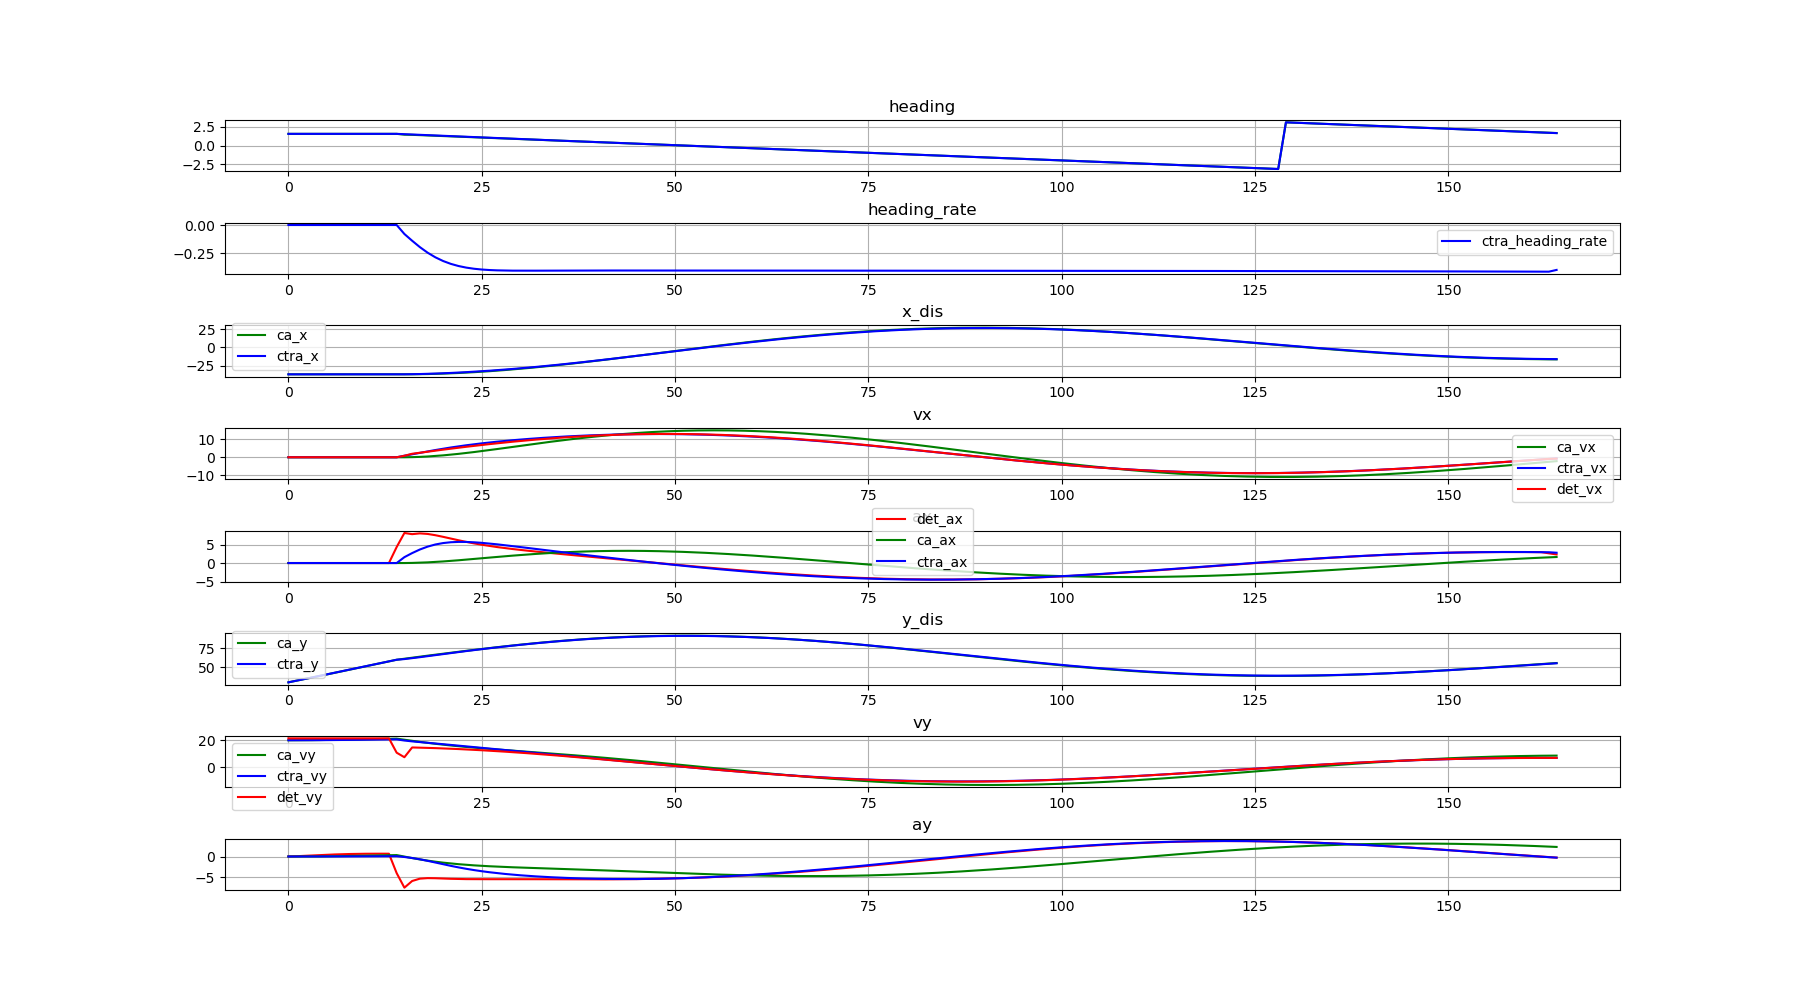 heading
2.5
0.0
−2.5
0 25 50 75 100 125 150
heading_rate
0.00
−0.25
ctra_heading_rate
0 25 50 75 100 125 150
x_dis
25
0
−25
ca_x
ctra_x
0 25 50 75 100 125 150
vx
10
0
−10
ca_vx
ctra_vx
det_vx
0 25 50 75 100 125 150
5
0
−5
det_ax
ca_ax
ctra_ax
0 25 50 75 100 125 150
y_dis
75
50
ca_y
ctra_y
0 25 50 75 100 125 150
vy
20
0
ca_vy
ctra_vy
det_vy
0 25 50 75 100 125 150
ay
0
−5
0 25 50 75 100 125 150